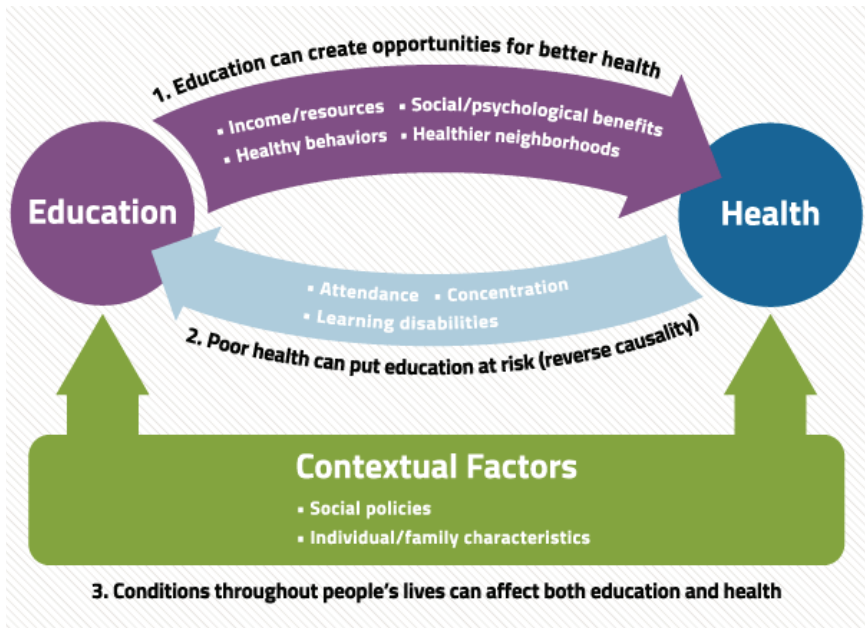 1. Education can create opportunities for better health
▪ Income/resources ▪ Social/psychological benefits
▪ Healthy behaviors ▪ Healthier neighborhoods
Education
Health
▪ Attendance ▪ Concentration
▪ Learning disabilities
2. Poor health can put education at risk (reverse causality)
Contextual Factors
▪ Social policies
▪ Individual/family characteristics
3. Conditions throughout people’s lives can affect both education and health